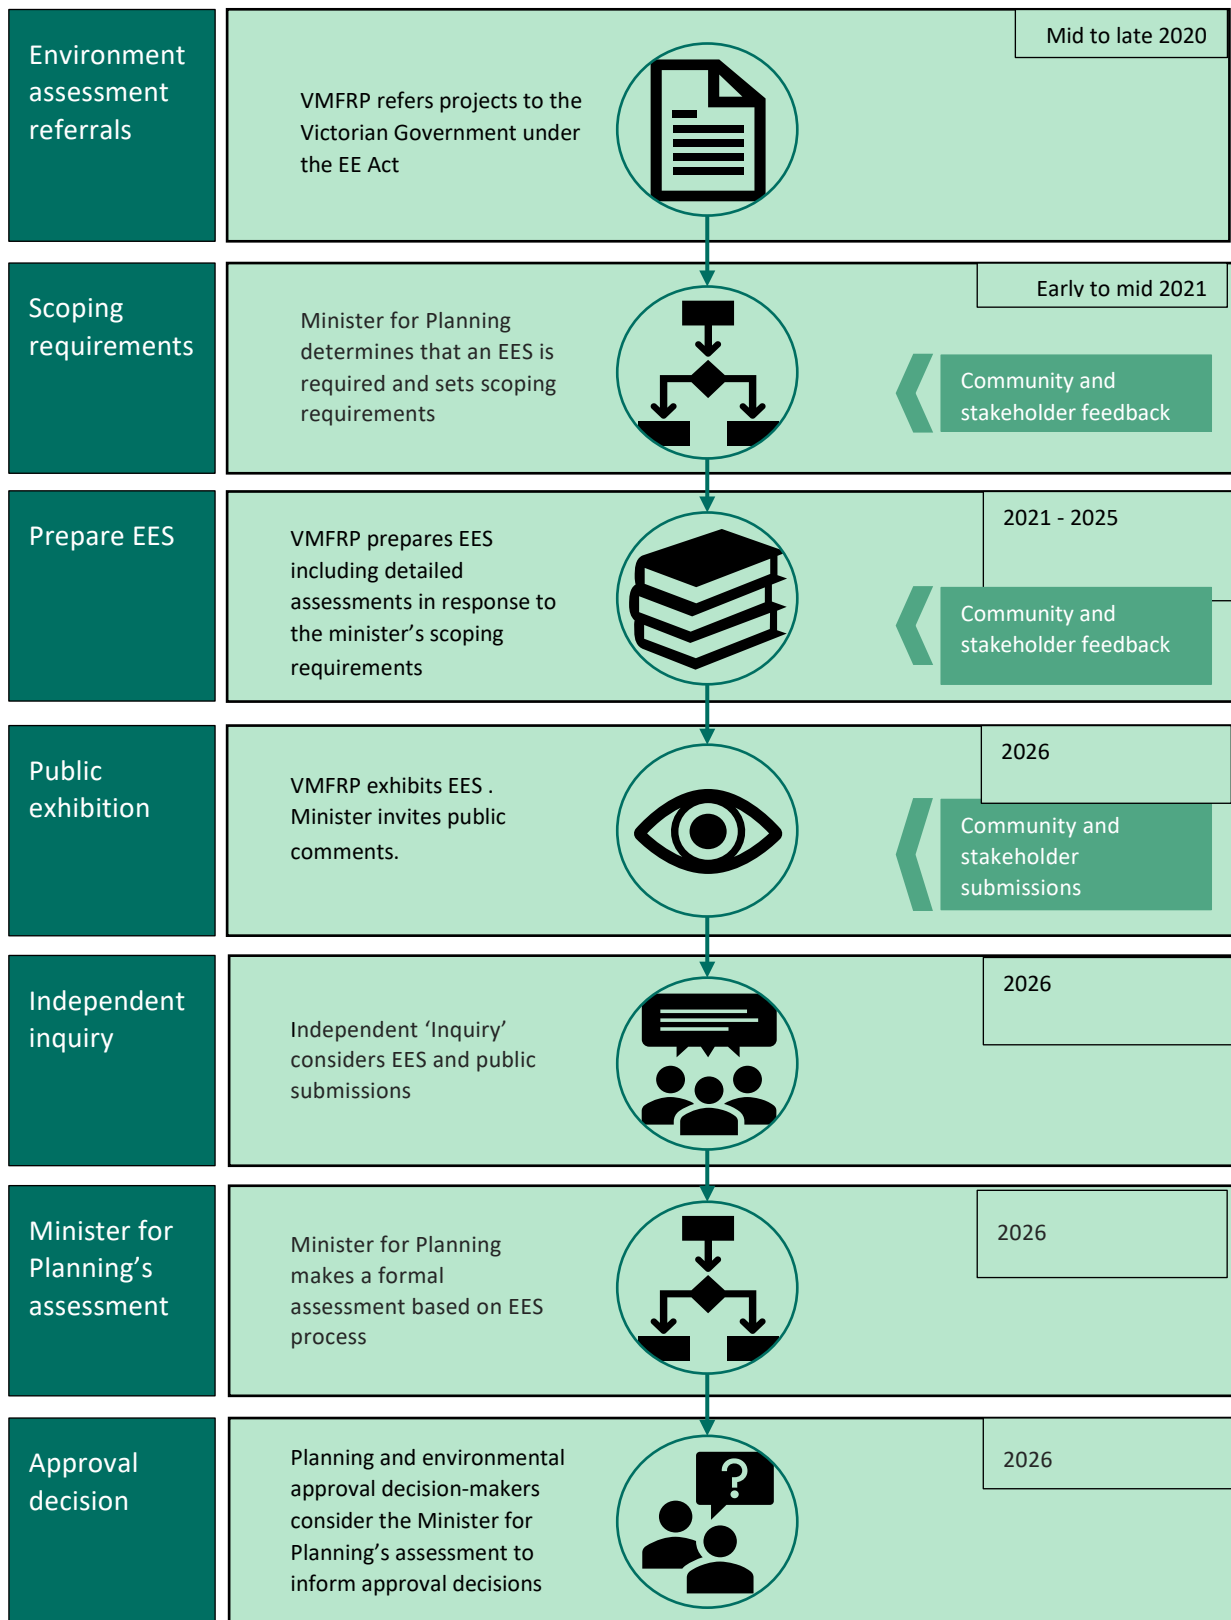 Environment
assessment
referrals
VMFRP refers projects to the
Victorian Government under
the EE Act
Mid to late 2020
Scoping
requirements
Minister for Planning
determines that an EES is
required and sets scoping
requirements
Early to mid 2021
Community and
stakeholder feedback
Prepare EES
VMFRP prepares EES
including detailed
assessments in response to
the minister’s scoping
requirements
2021 - 2025
Community and
stakeholder feedback
Public
exhibition
VMFRP exhibits EES .
Minister invites public
comments.
2026
Community and
stakeholder
submissions
Independent
inquiry
Independent ‘Inquiry’
considers EES and public
submissions
2026
Minister for
Planning’s
assessment
Minister for Planning
makes a formal
assessment based on EES
process
2026
Approval
decision
Planning and environmental
approval decision-makers
consider the Minister for
Planning’s assessment to
inform approval decisions
?
2026